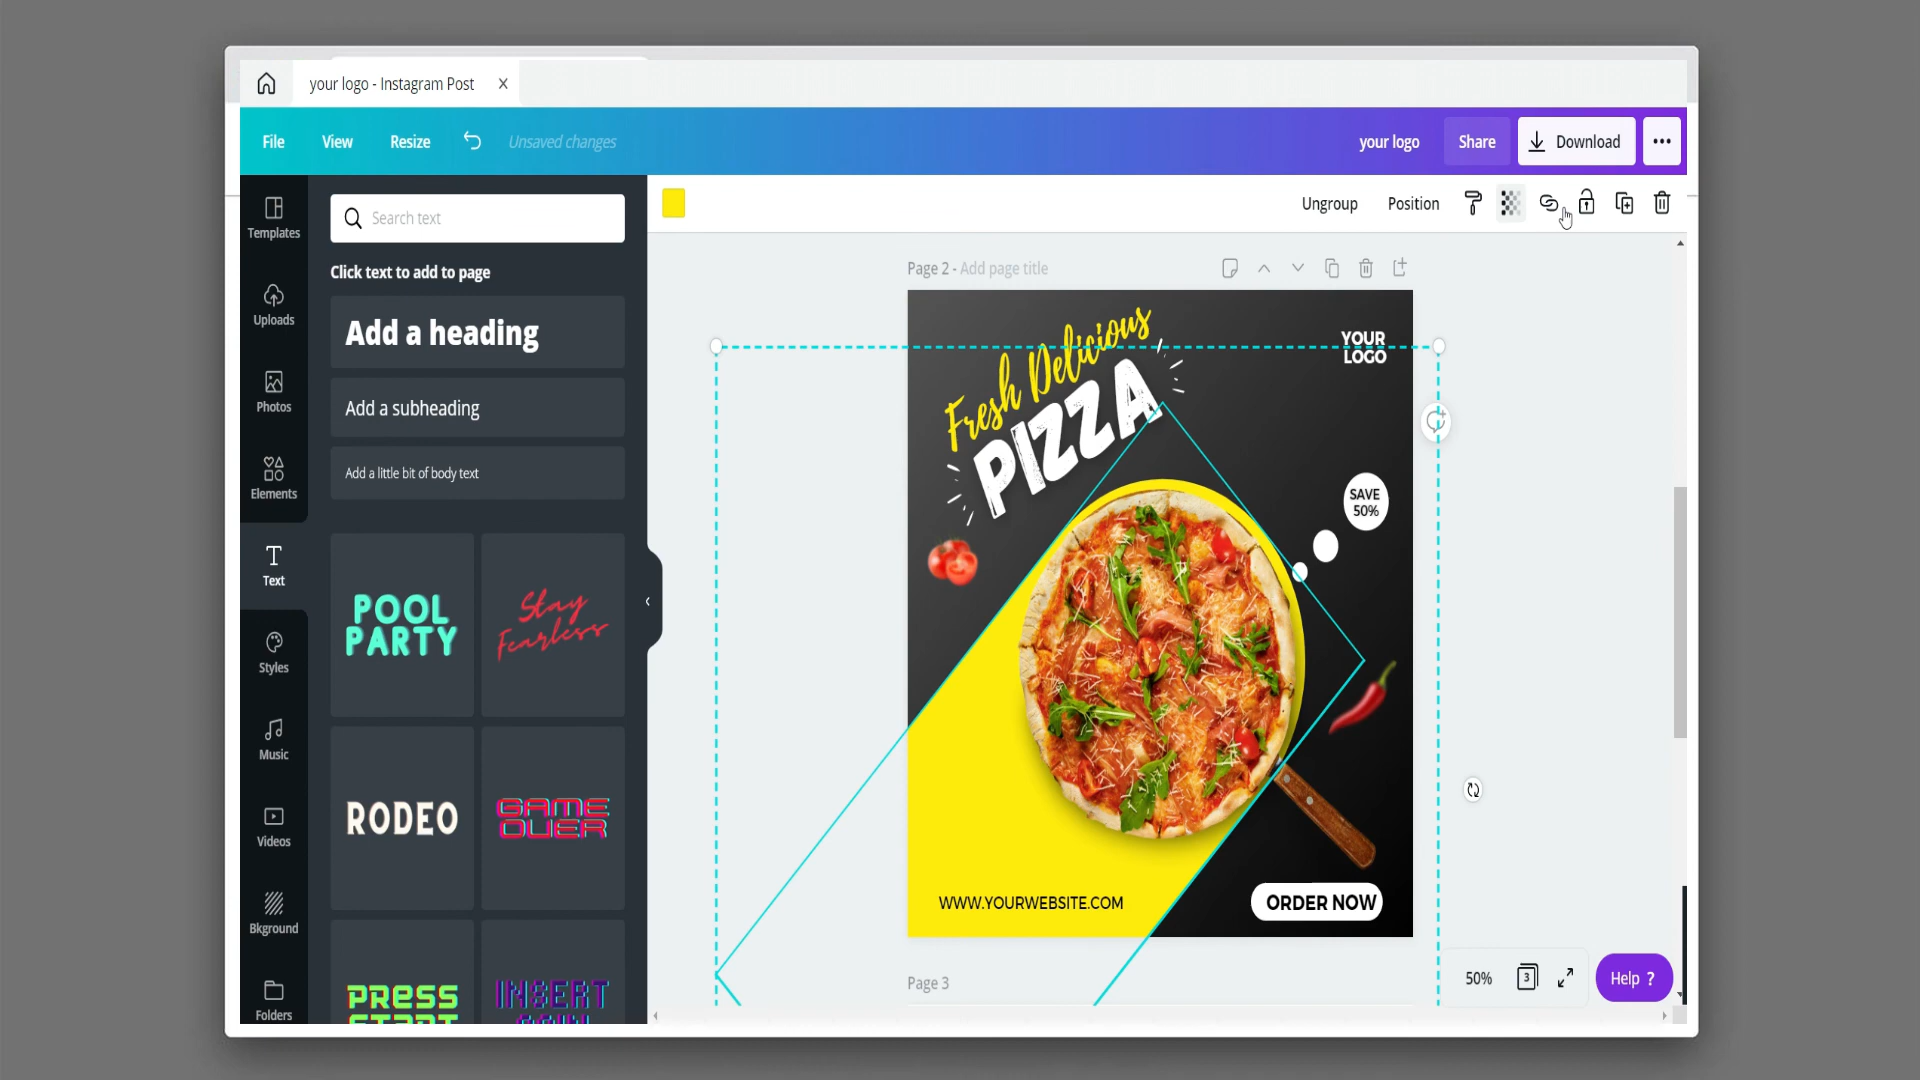 your logo - Instagram Post
File
View
Resize
Unsaved changes
your logo
Share
Download
Ungroup
Position
Templates
Uploads
Photos
Elements
Text
Styles
Music
Videos
Bkground
Folders
Search text
Click text to add to page
Add a heading
Add a subheading
Add a little bit of body text
POOL
PARTY
Stay
Fearless
RODEO
GAME
OVER
PRESS
START
INSERT
COIN
Page 2 - Add page title
Fresh Delicious
PIZZA
YOUR
LOGO
SAVE
50%
WWW.YOURWEBSITE.COM
ORDER NOW
Page 3
50%
3
Help ?